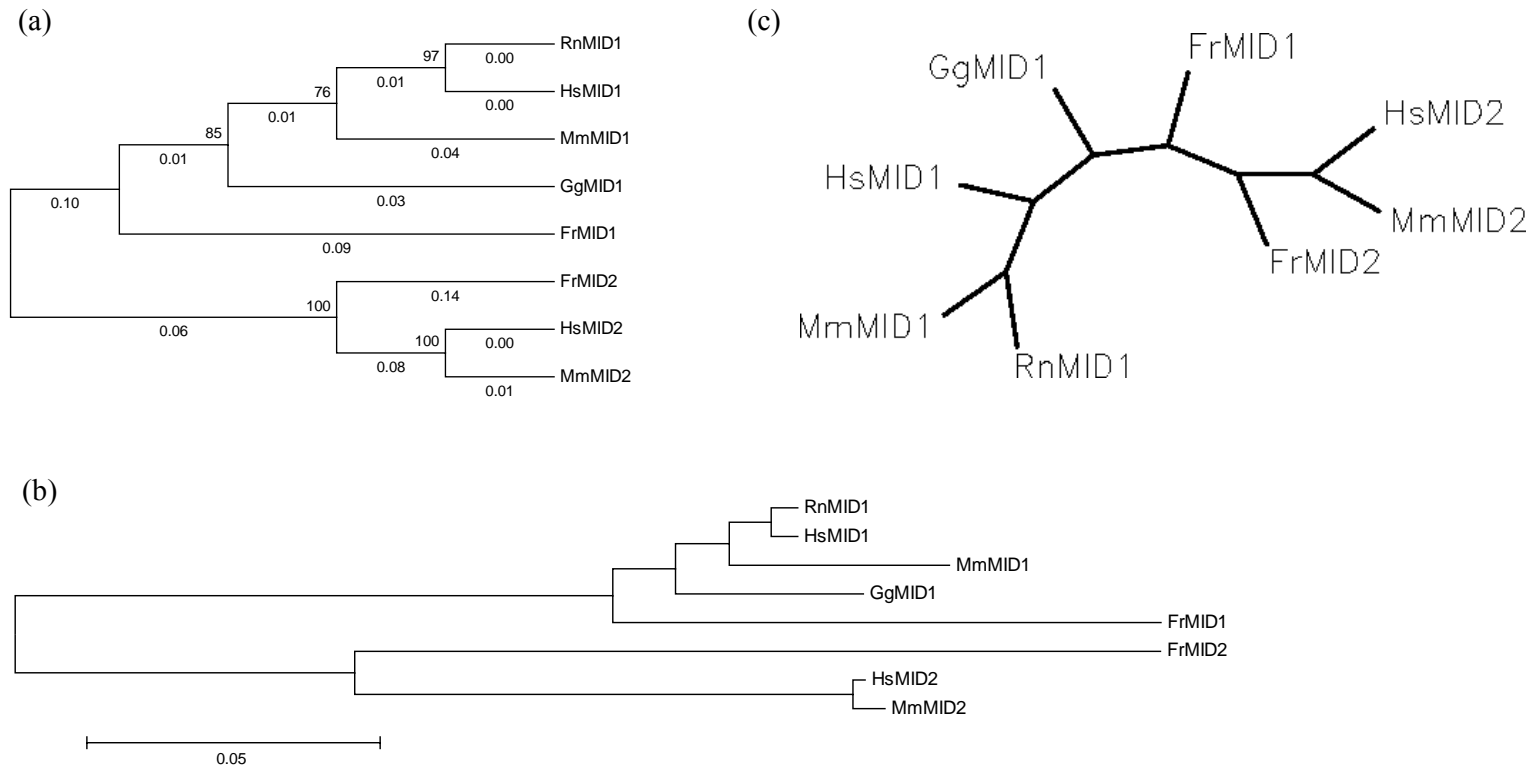 (a)
RnMID1
97
0.00
0.01
HsMID1
76
0.00
0.01
MmMID1
85
0.04
0.01
GgMID1
0.03
0.10
FrMID1
0.09
FrMID2
100
0.14
HsMID2
0.06
100
0.00
0.08
MmMID2
0.01
(c)
FrMID1
GgMID1
HsMID2
HsMID1
MmMID2
FrMID2
MmMID1
RnMID1
(b)
RnMID1
HsMID1
MmMID1
GgMID1
FrMID1
FrMID2
HsMID2
MmMID2
0.05